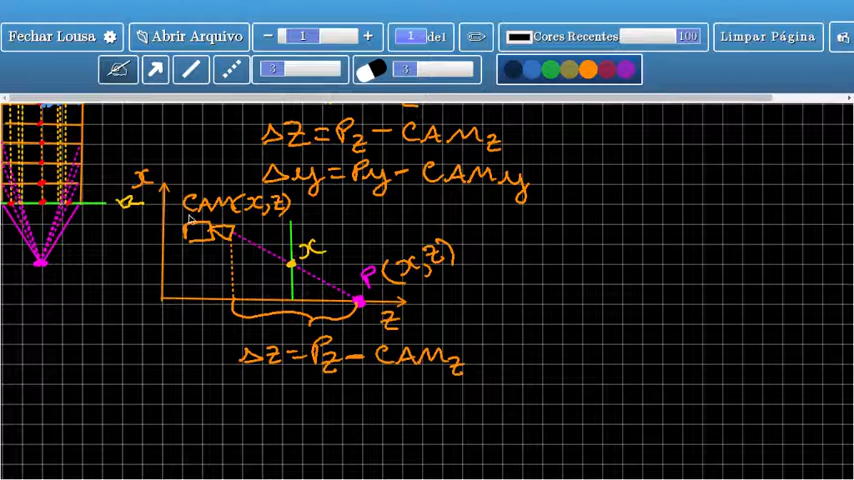 Fechar Lousa Abrir Arquivo − 1 + 1 de1 Cores Recentes 100 Limpar Página
3 3
ΔZ=PZ−CAMZ
Δy=Py−CAMy
x
CAM(x,z)
x
P(x,z)
Z
ΔZ=PZ−CAMZ